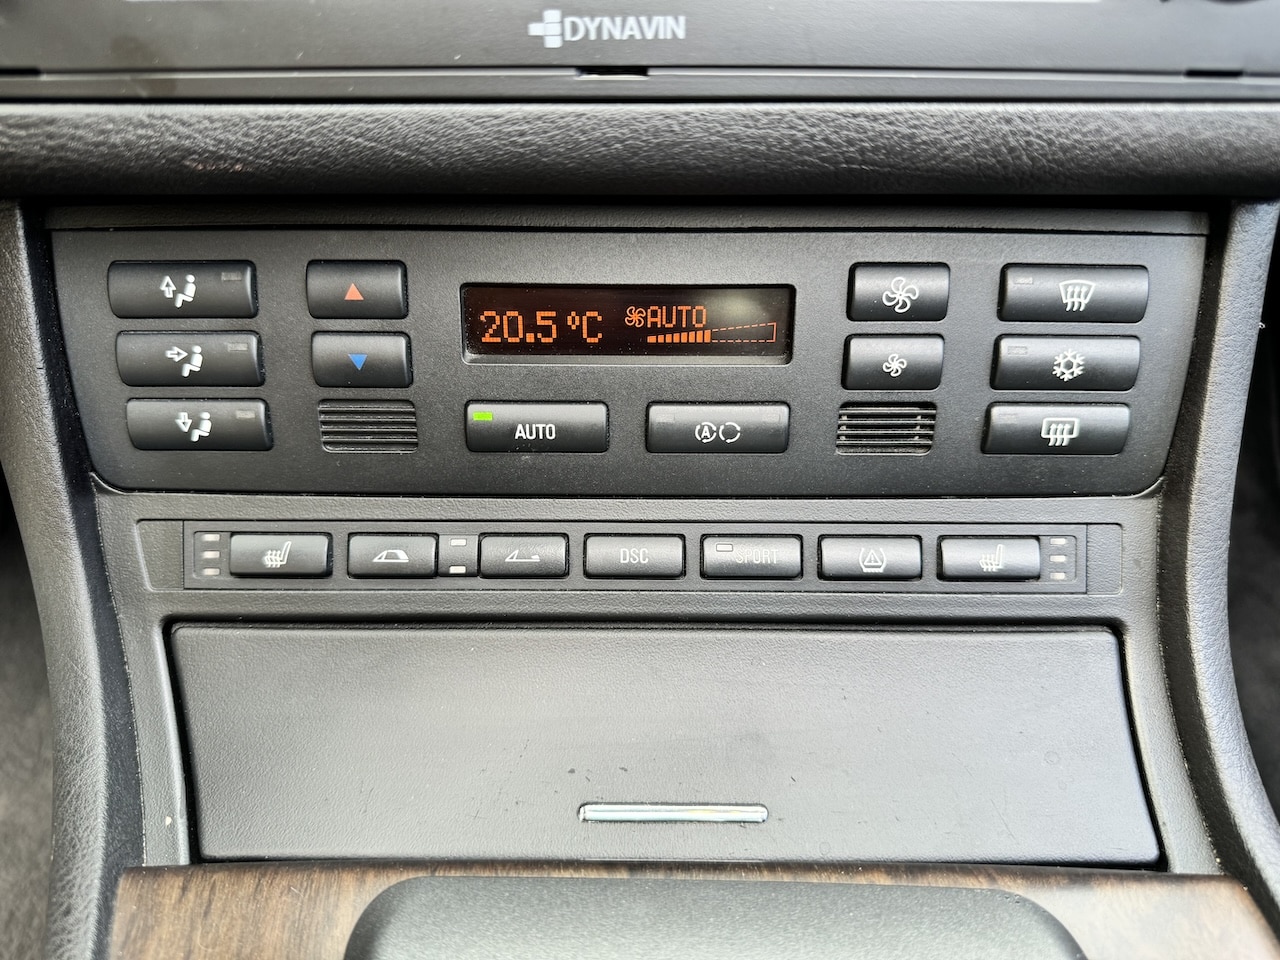 DYNAVIN
20.5°C AUTO
AUTO A
DSC SPORT